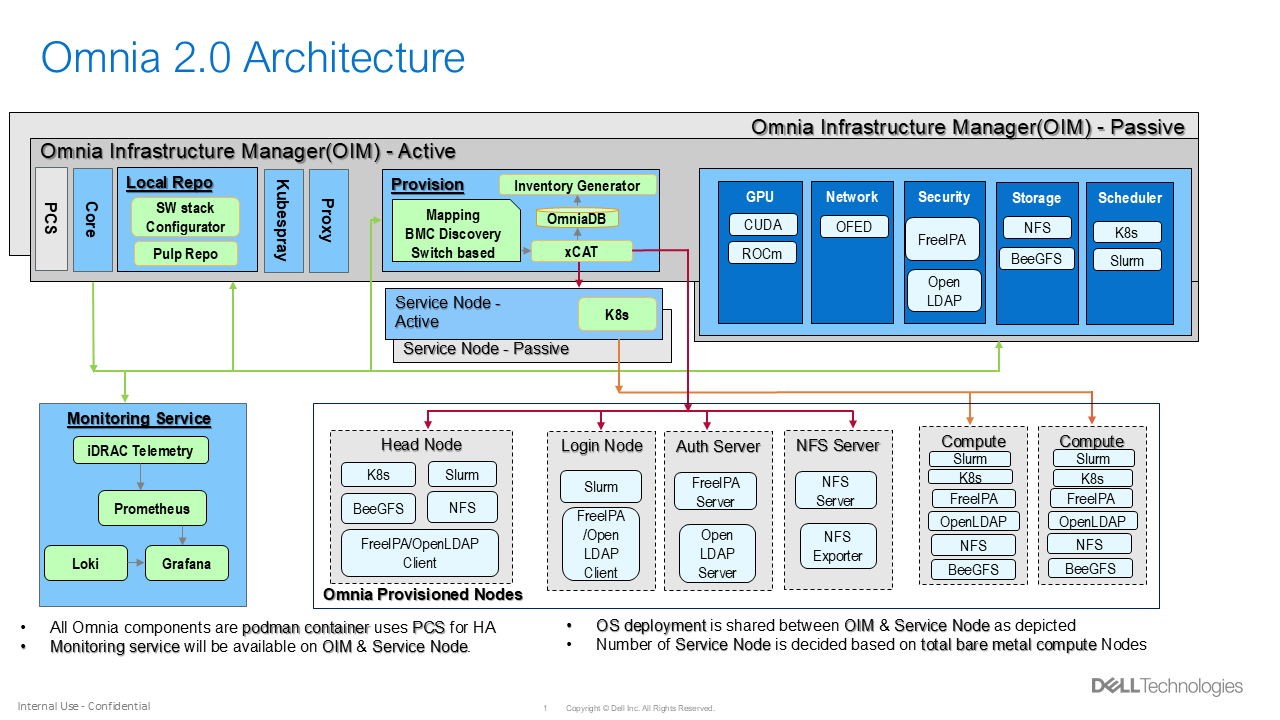 Omnia 2.0 Architecture
Omnia Infrastructure Manager(OIM) - Passive
Omnia Infrastructure Manager(OIM) - Active
PCS
Core
Local Repo
SW stack
Configurator
Pulp Repo
Kubespray
Proxy
Provision
Inventory Generator
Mapping
BMC Discovery
Switch based
OmniaDB
xCAT
GPU
CUDA
ROCm
Network
OFED
Security
FreeIPA
Open
LDAP
Storage
NFS
BeeGFS
Scheduler
K8s
Slurm
Service Node -
Active
K8s
Service Node - Passive
Monitoring Service
iDRAC Telemetry
Prometheus
Loki
Grafana
Head Node
K8s
Slurm
BeeGFS
NFS
FreeIPA/OpenLDAP
Client
Login Node
Slurm
FreeIPA
/Open
LDAP
Client
Auth Server
FreeIPA
Server
Open
LDAP
Server
NFS Server
NFS
Server
NFS
Exporter
Compute
Slurm
K8s
FreeIPA
OpenLDAP
NFS
BeeGFS
Compute
Slurm
K8s
FreeIPA
OpenLDAP
NFS
BeeGFS
Omnia Provisioned Nodes
• All Omnia components are podman container uses PCS for HA
• Monitoring service will be available on OIM & Service Node.
• OS deployment is shared between OIM & Service Node as depicted
• Number of Service Node is decided based on total bare metal compute Nodes
DELLTechnologies
Internal Use - Confidential
1
Copyright © Dell Inc. All Rights Reserved.